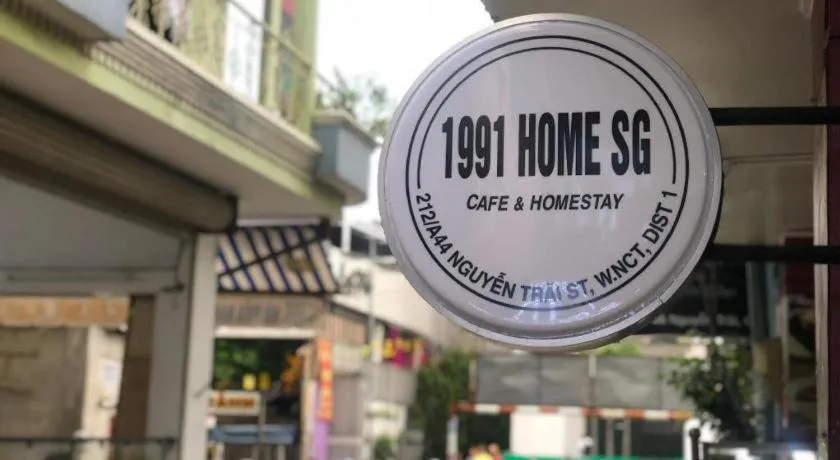 1991 HOME SG
CAFE & HOMESTAY
212/A44 NGUYỄN TRÃI ST, W.NCT, DIST 1